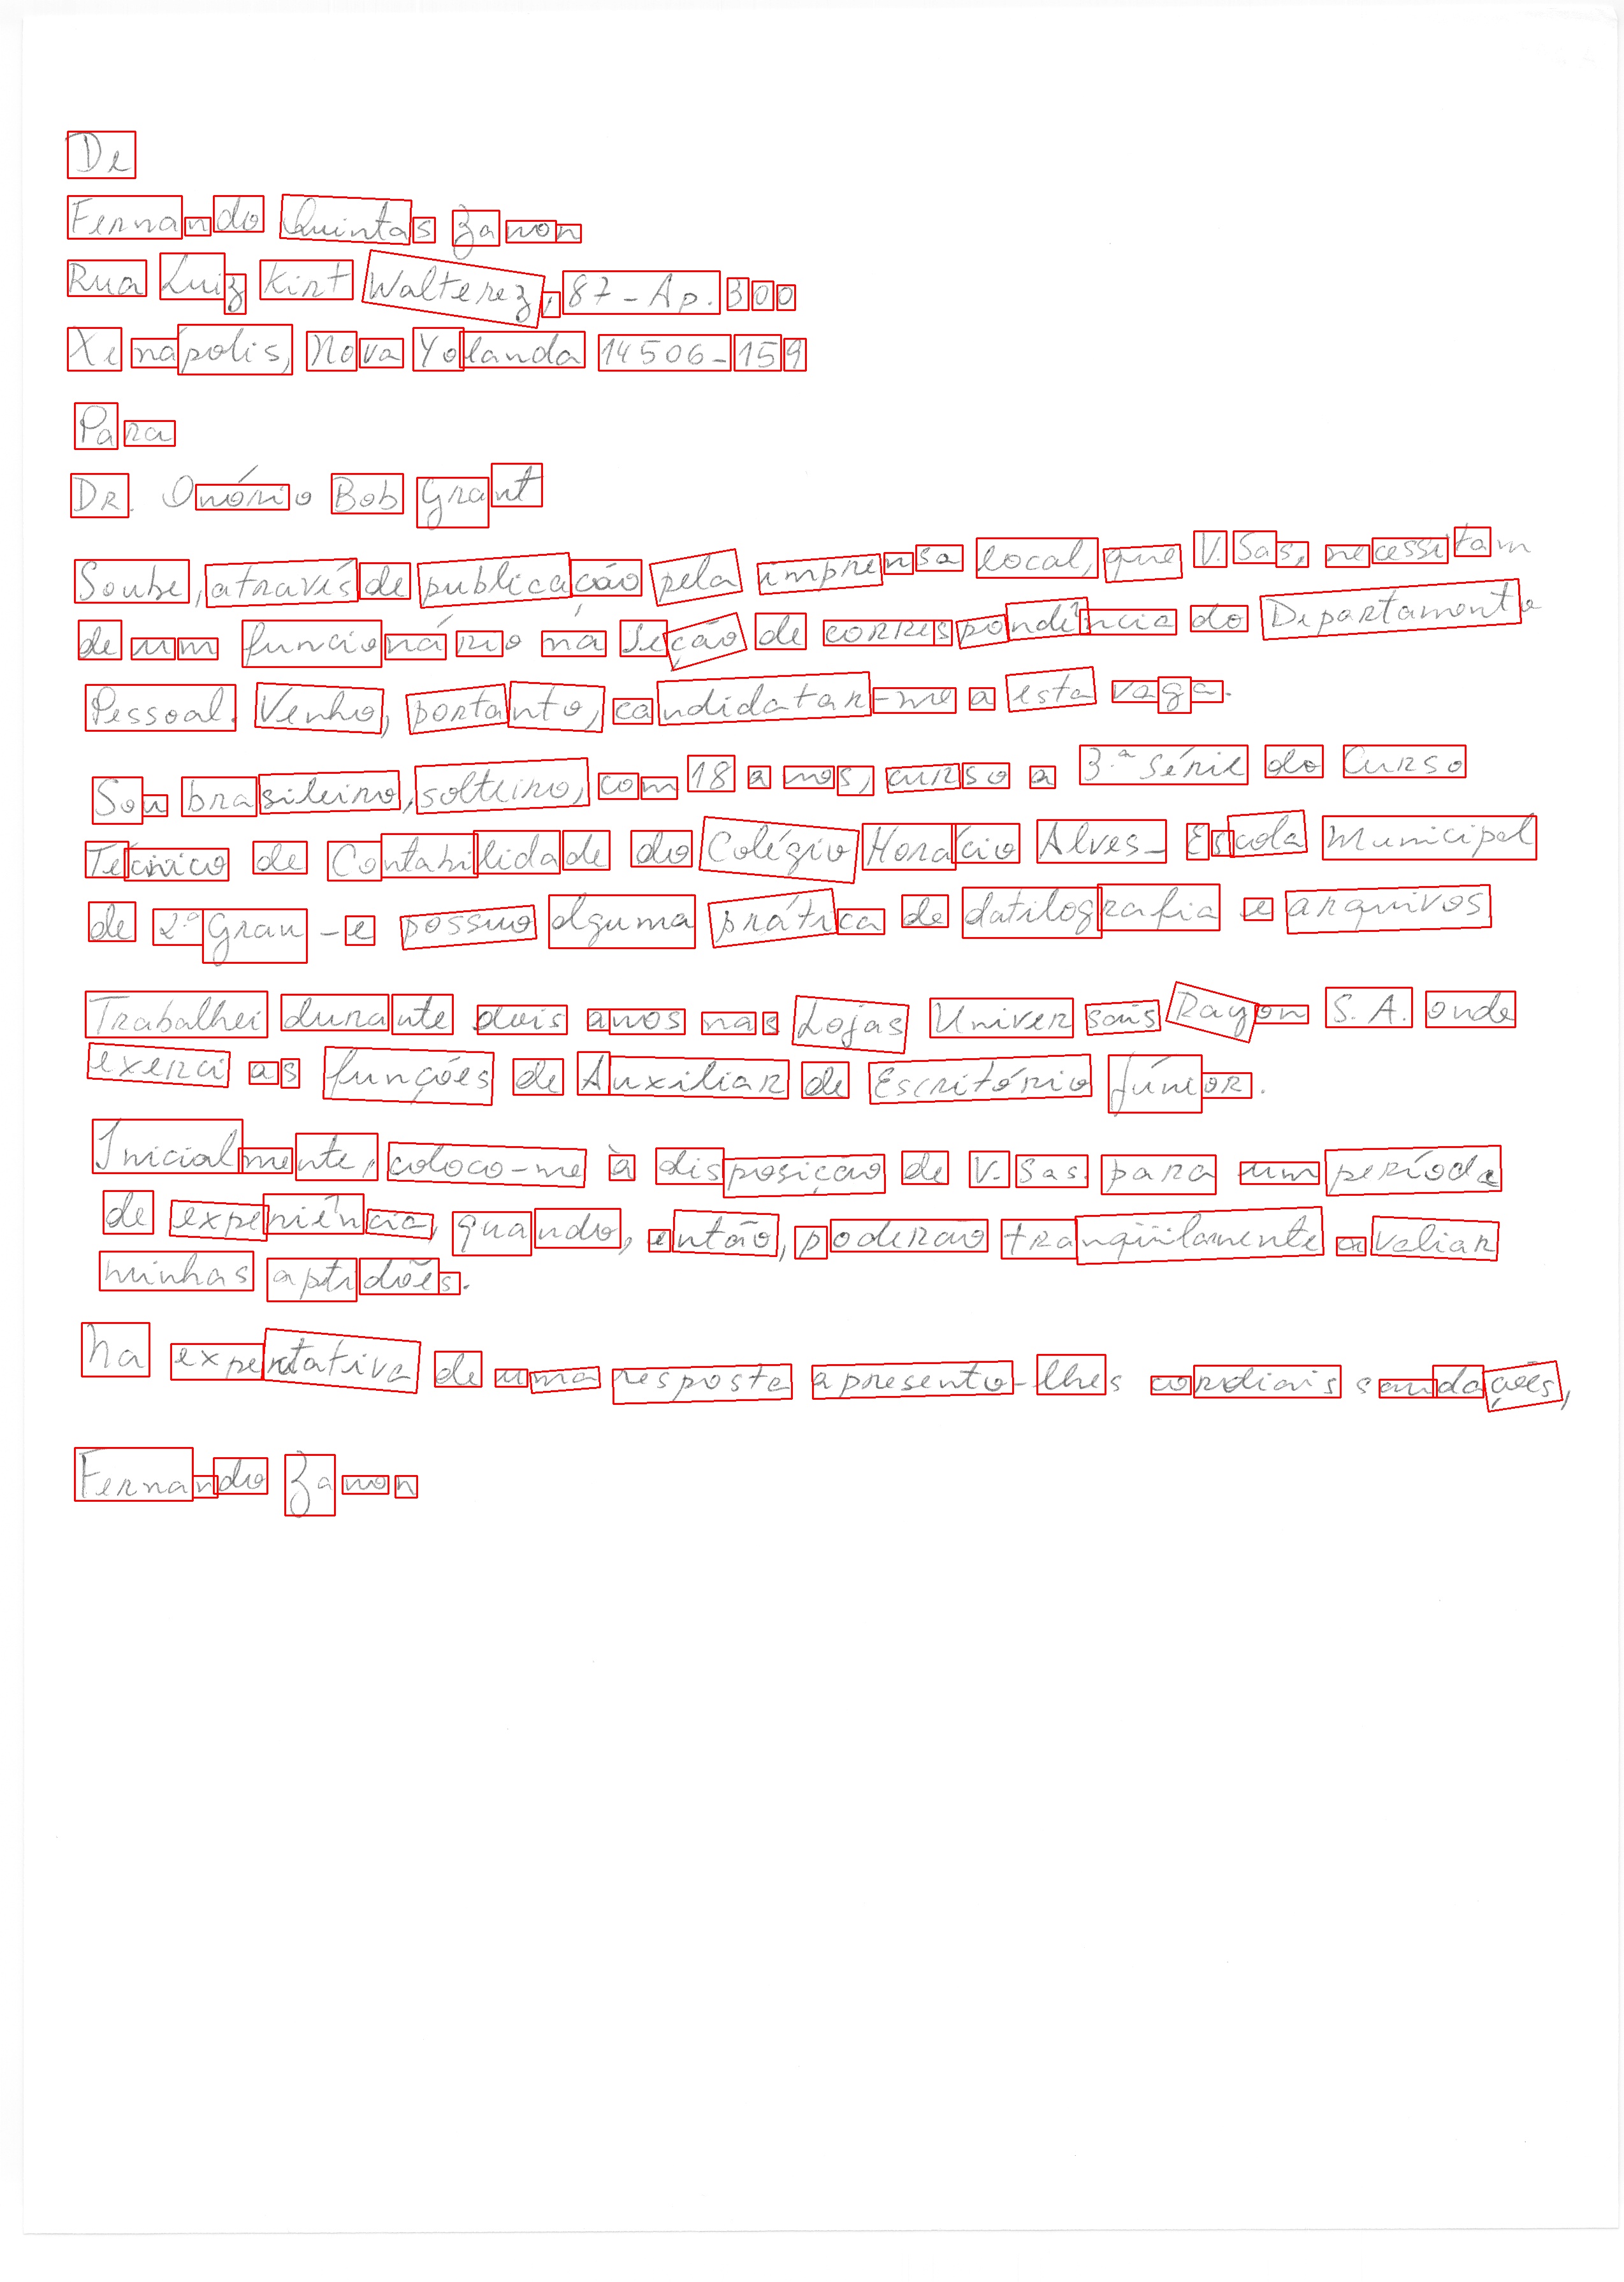 De
Fernando Quintas Zanon
Rua Luiz Kirt Walterez, 87 - Ap. 300
Xenápolis, Nova Yolanda 14506-159
Para
DR. Onório Bob Grant
Soube, através de publicação pela imprensa local, que V. Sas, necessitam
de um funcionário na Seção de correspondência do Departamento
Pessoal. Venho, portanto, candidatar-me a esta vaga.
Sou brasileiro, solteiro, com 18 anos, curso a 3.ª Série do Curso
Técnico de Contabilidade do Colégio Horácio Alves - Escola Municipal
de 2º Grau - e possuo alguma prática de datilografia e arquivos
Trabalhei durante dois anos nas Lojas Universais Rayon S. A. onde
exerci as funções de Auxiliar de Escritório Júnior.
Inicialmente, coloco-me à disposição de V. Sas. para um período
de experiência, quando, então, poderão tranqüilamente avaliar
minhas aptidões.
Na expectativa de uma resposta apresento-lhes cordiais saudações,
Fernando Zanon